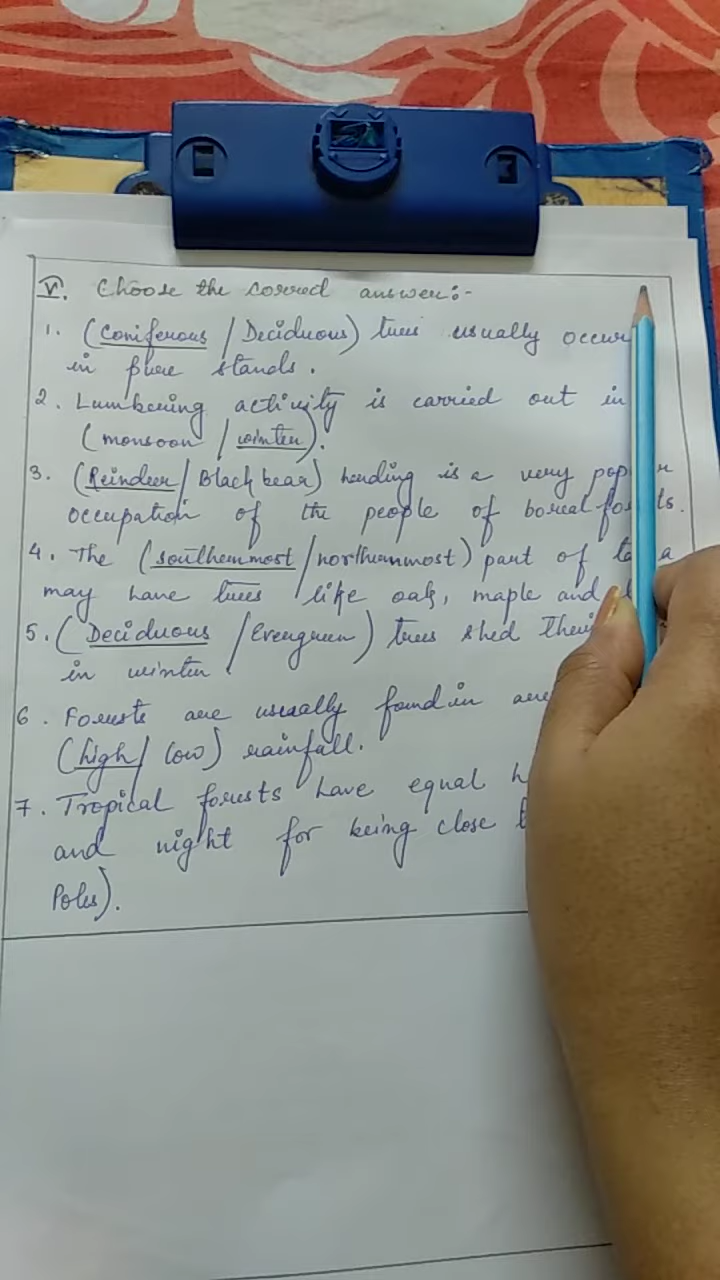 V. Choose the correct answer:-
1. (Coniferous / Deciduous) trees usually occur
in pure stands.
2. Lumbering activity is carried out in
(monsoon / winter).
3. (Reindeer / Black bear) herding is a very
occupation of the people of boreal
4. The (southernmost / northernmost) part of
may have trees like oak, maple and
5. (Deciduous / Evergreen) trees shed their
in winter
6. Forests are usually found in
(high / low) rainfall.
7. Tropical forests have equal
and night for being close
Poles).